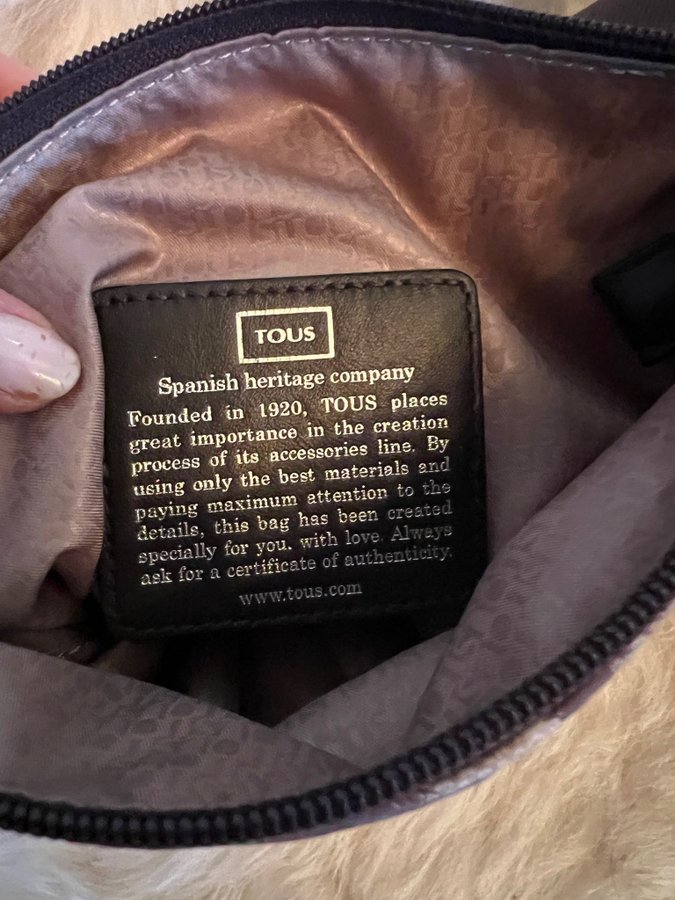 TOUS
Spanish heritage company
Founded in 1920, TOUS places
great importance in the creation
process of its accessories line. By
using only the best materials and
paying maximum attention to the
details, this bag has been created
specially for you. with love. Always
ask for a certificate of authenticity.
www.tous.com